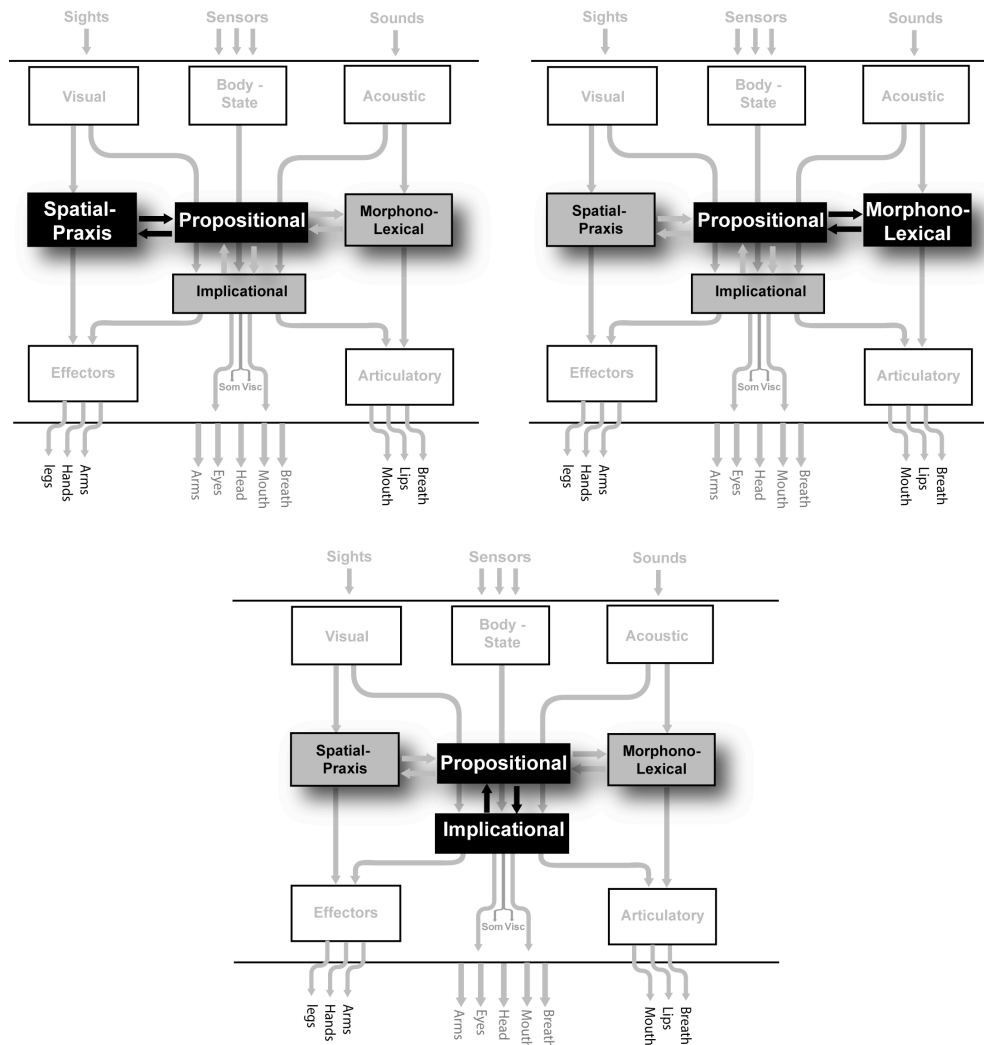 Sights
Sensors
Sounds
Visual
Body -
State
Acoustic
Spatial-
Praxis
Propositional
Morphono-
Lexical
Implicational
Effectors
Som Visc
Articulatory
legs
Hands
Arms
Arms
Eyes
Head
Mouth
Breath
Mouth
Lips
Breath
Sights
Sensors
Sounds
Visual
Body -
State
Acoustic
Spatial-
Praxis
Propositional
Morphono-
Lexical
Implicational
Effectors
Som Visc
Articulatory
legs
Hands
Arms
Arms
Eyes
Head
Mouth
Breath
Mouth
Lips
Breath
Sights
Sensors
Sounds
Visual
Body -
State
Acoustic
Spatial-
Praxis
Propositional
Morphono-
Lexical
Implicational
Effectors
Som Visc
Articulatory
legs
Hands
Arms
Arms
Eyes
Head
Mouth
Breath
Mouth
Lips
Breath